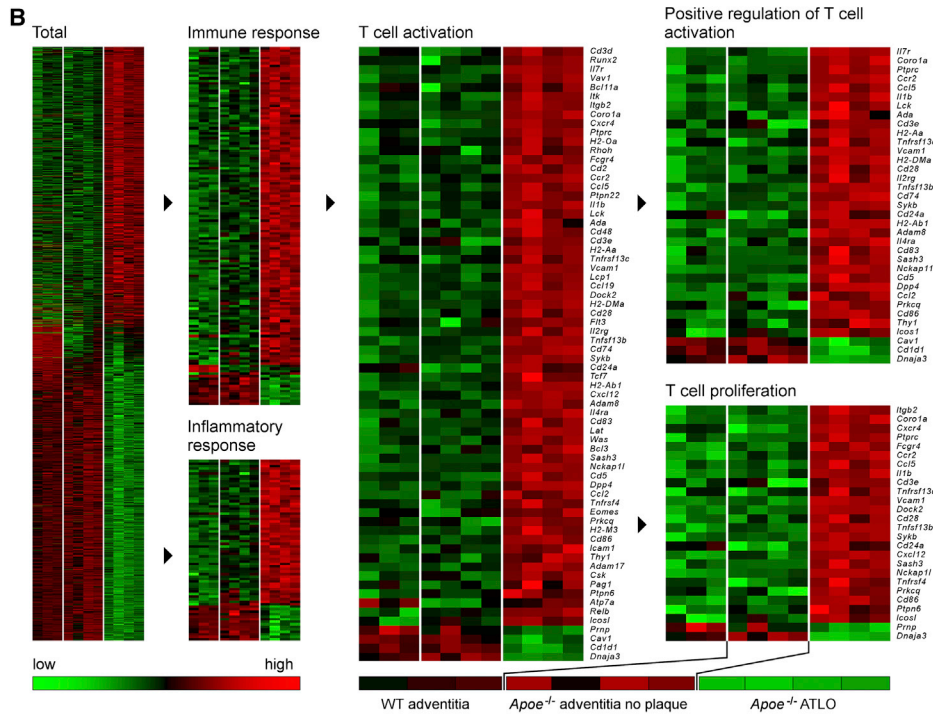 B
Total
Immune response
T cell activation
Positive regulation of T cell
activation
Cd3d
Runx2
Il7r
Vav1
Bcl11a
Itk
Itgb2
Coro1a
Cxcr4
Ptprc
H2-Oa
Rhoh
Fcgr4
Cd2
Ccr2
Ccl5
Ptpn22
Il1b
Lck
Ada
Cd48
Cd3e
H2-Aa
Tnfrsf13c
Vcam1
Lcp1
Ccl19
Dock2
H2-DMa
Cd28
Flt3
Il2rg
Tnfsf13b
Cd74
Sykb
Cd24a
Tcf7
H2-Ab1
Cxcl12
Adam8
Il4ra
Cd83
Lat
Was
Bcl3
Sash3
Nckap1l
Cd5
Dpp4
Ccl2
Tnfrsf4
Eomes
Prkcq
H2-M3
Cd86
Icam1
Thy1
Adam17
Csk
Pag1
Ptpn6
Atp7a
Relb
Icosl
Prnp
Cav1
Cd1d1
Dnaja3
Il7r
Coro1a
Ptprc
Ccr2
Ccl5
Il1b
Lck
Ada
Cd3e
H2-Aa
Tnfrsf13c
Vcam1
H2-DMa
Cd28
Il2rg
Tnfsf13b
Cd74
Sykb
Cd24a
H2-Ab1
Adam8
Il4ra
Cd83
Sash3
Nckap11
Cd5
Dpp4
Ccl2
Prkcq
Cd86
Thy1
Icos1
Cav1
Cd1d1
Dnaja3
Inflammatory
response
T cell proliferation
Itgb2
Coro1a
Cxcr4
Ptprc
Fcgr4
Ccr2
Ccl5
Il1b
Cd3e
Tnfrsf13c
Vcam1
Dock2
Cd28
Tnfsf13b
Sykb
Cd24a
Cxcl12
Sash3
Nckap1l
Tnfrsf4
Prkcq
Cd86
Ptpn6
Icosl
Prnp
Dnaja3
low high
WT adventitia Apoe-/- adventitia no plaque Apoe-/- ATLO